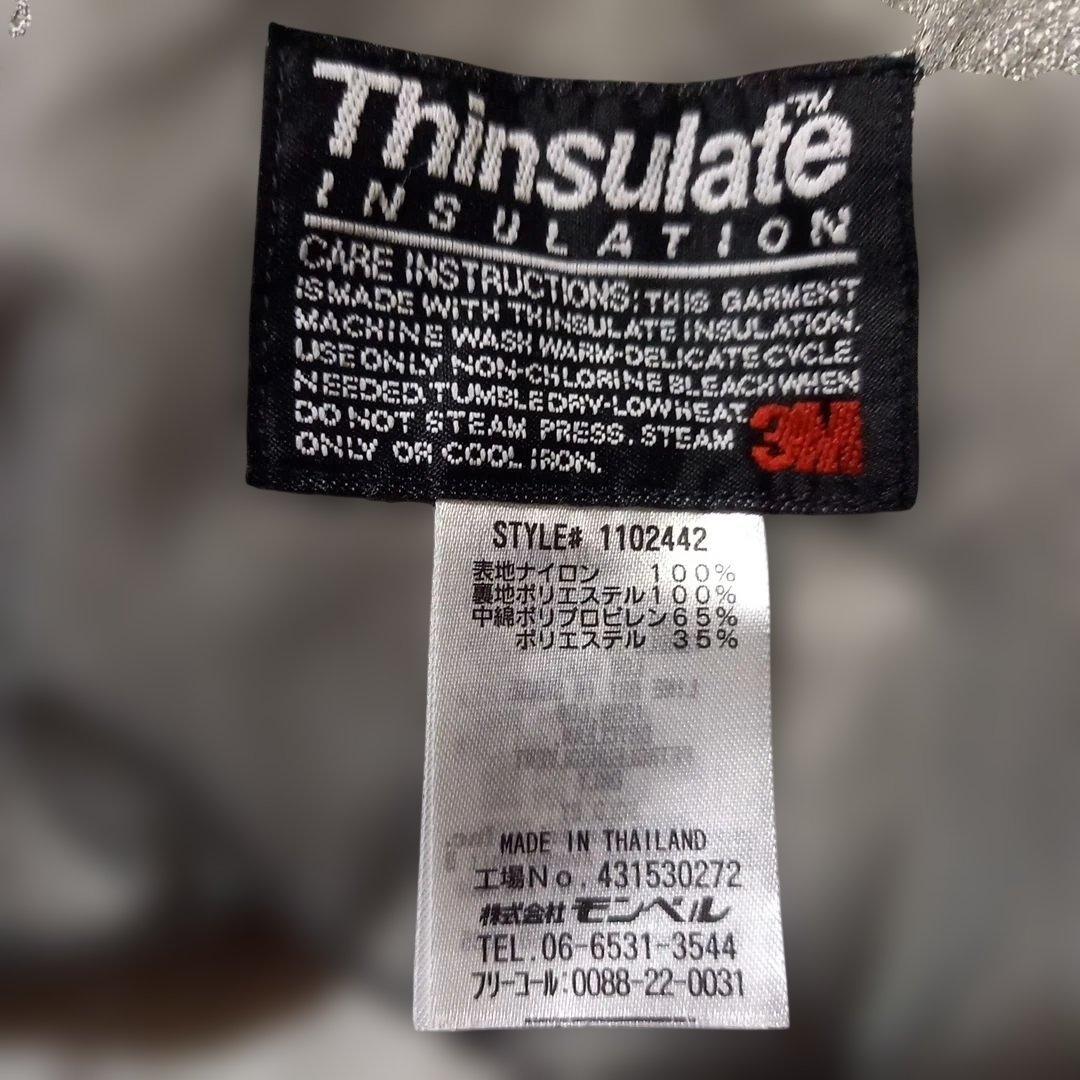 Thinsulate™
INSULATION
CARE INSTRUCTIONS: THIS GARMENT
IS MADE WITH THINSULATE INSULATION.
MACHINE WASH WARM-DELICATE CYCLE.
USE ONLY NON-CHLORINE BLEACH WHEN
NEEDED. TUMBLE DRY-LOW HEAT.
DO NOT STEAM PRESS. STEAM
ONLY OR COOL IRON.
3M
STYLE# 1102442
表地ナイロン 100%
裏地ポリエステル100%
中綿ポリプロピレン65%
ポリエステル 35%
MADE IN THAILAND
工場No. 431530272
株式会社モンベル
TEL:06-6531-3544
フリーコール:0088-22-0031